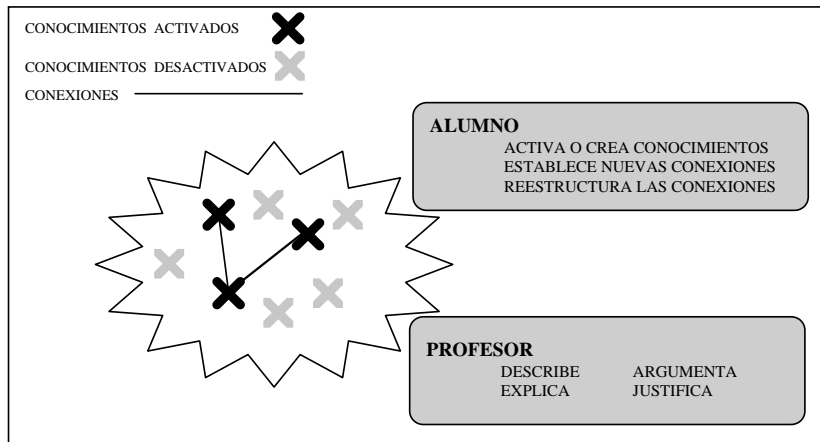 CONOCIMIENTOS ACTIVADOS
CONOCIMIENTOS DESACTIVADOS
CONEXIONES
ALUMNO
ACTIVA O CREA CONOCIMIENTOS
ESTABLECE NUEVAS CONEXIONES
REESTRUCTURA LAS CONEXIONES
PROFESOR
DESCRIBE ARGUMENTA
EXPLICA JUSTIFICA